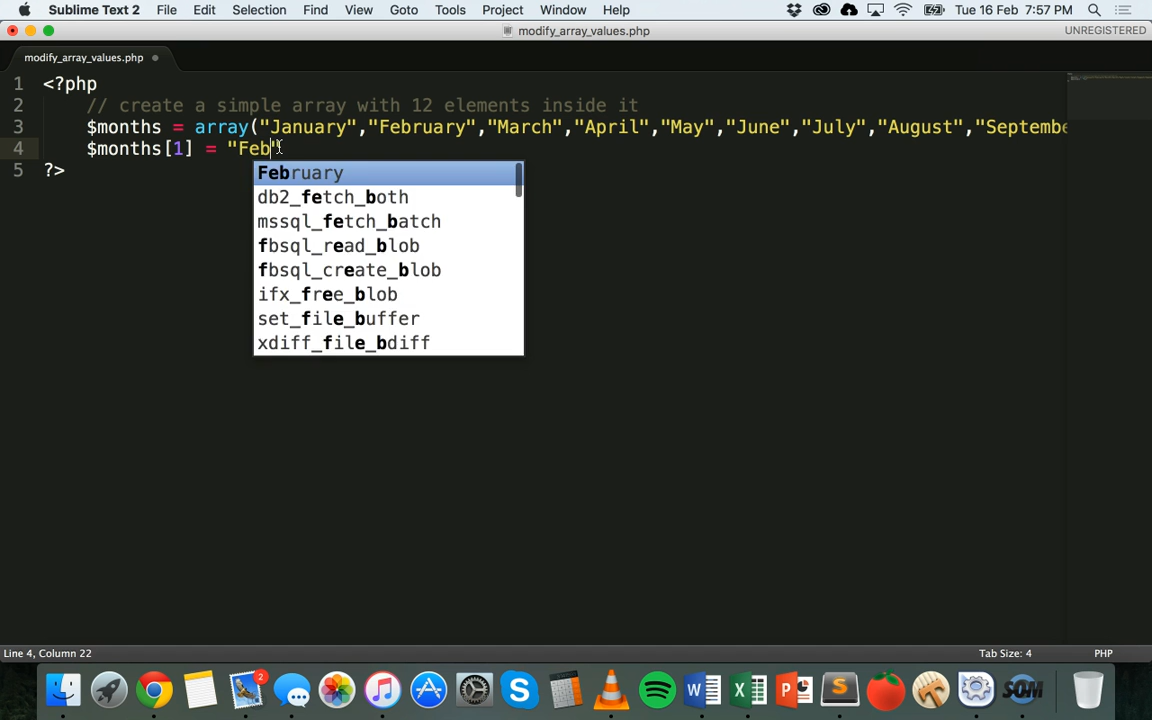 Sublime Text 2 File Edit Selection Find View Goto Tools Project Window Help Tue 16 Feb 7:57 PM
modify_array_values.php UNREGISTERED
modify_array_values.php
1 <?php
2 // create a simple array with 12 elements inside it
3 $months = array("January","February","March","April","May","June","July","August","Septembe
4 $months[1] = "Feb"
5 ?>
February
db2_fetch_both
mssql_fetch_batch
fbsql_read_blob
fbsql_create_blob
ifx_free_blob
set_file_buffer
xdiff_file_bdiff
Line 4, Column 22 Tab Size: 4 PHP
2
W X P S SOM